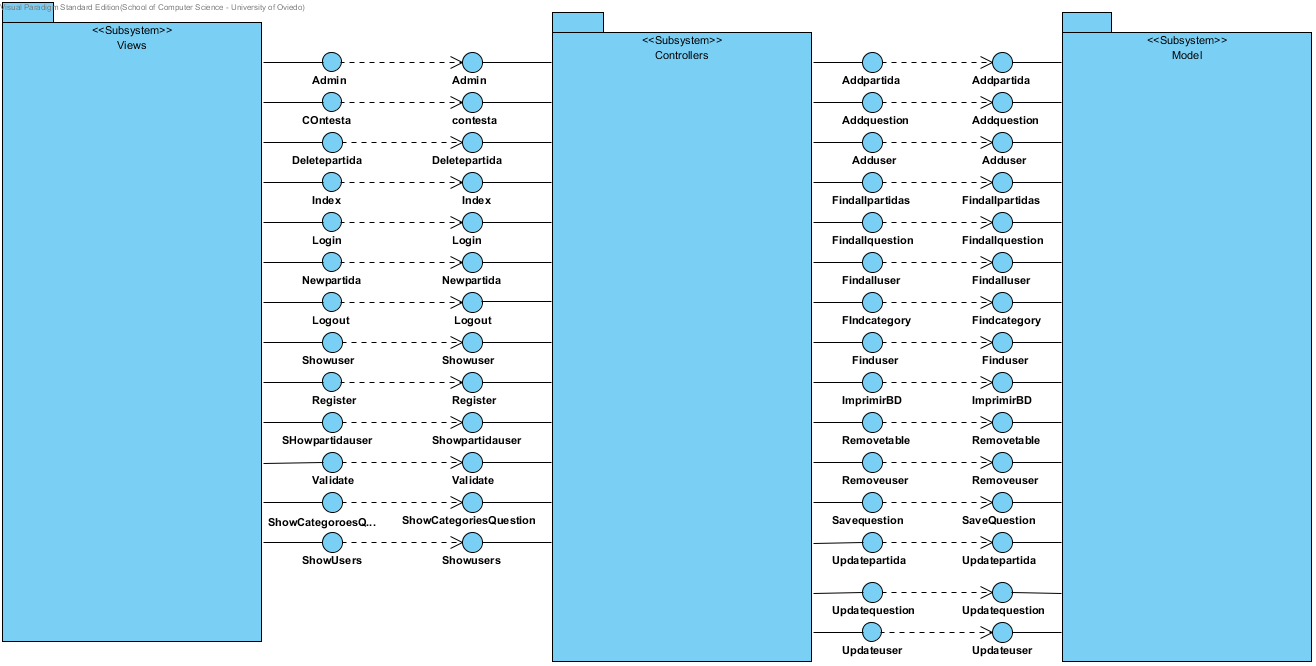 Visual Paradigm Standard Edition(School of Computer Science - University of Oviedo)
<<Subsystem>>
Views
<<Subsystem>>
Controllers
<<Subsystem>>
Model
Admin
Admin
COntesta
contesta
Deletepartida
Deletepartida
Index
Index
Login
Login
Newpartida
Newpartida
Logout
Logout
Showuser
Showuser
Register
Register
SHowpartidauser
Showpartidauser
Validate
Validate
ShowCategoroesQ...
ShowCategoriesQuestion
ShowUsers
Showusers
Addpartida
Addpartida
Addquestion
Addquestion
Adduser
Adduser
Findallpartidas
Findallpartidas
Findallquestion
Findallquestion
Findalluser
Findalluser
FIndcategory
Findcategory
Finduser
Finduser
ImprimirBD
ImprimirBD
Removetable
Removetable
Removeuser
Removeuser
Savequestion
SaveQuestion
Updatepartida
Updatepartida
Updatequestion
Updatequestion
Updateuser
Updateuser